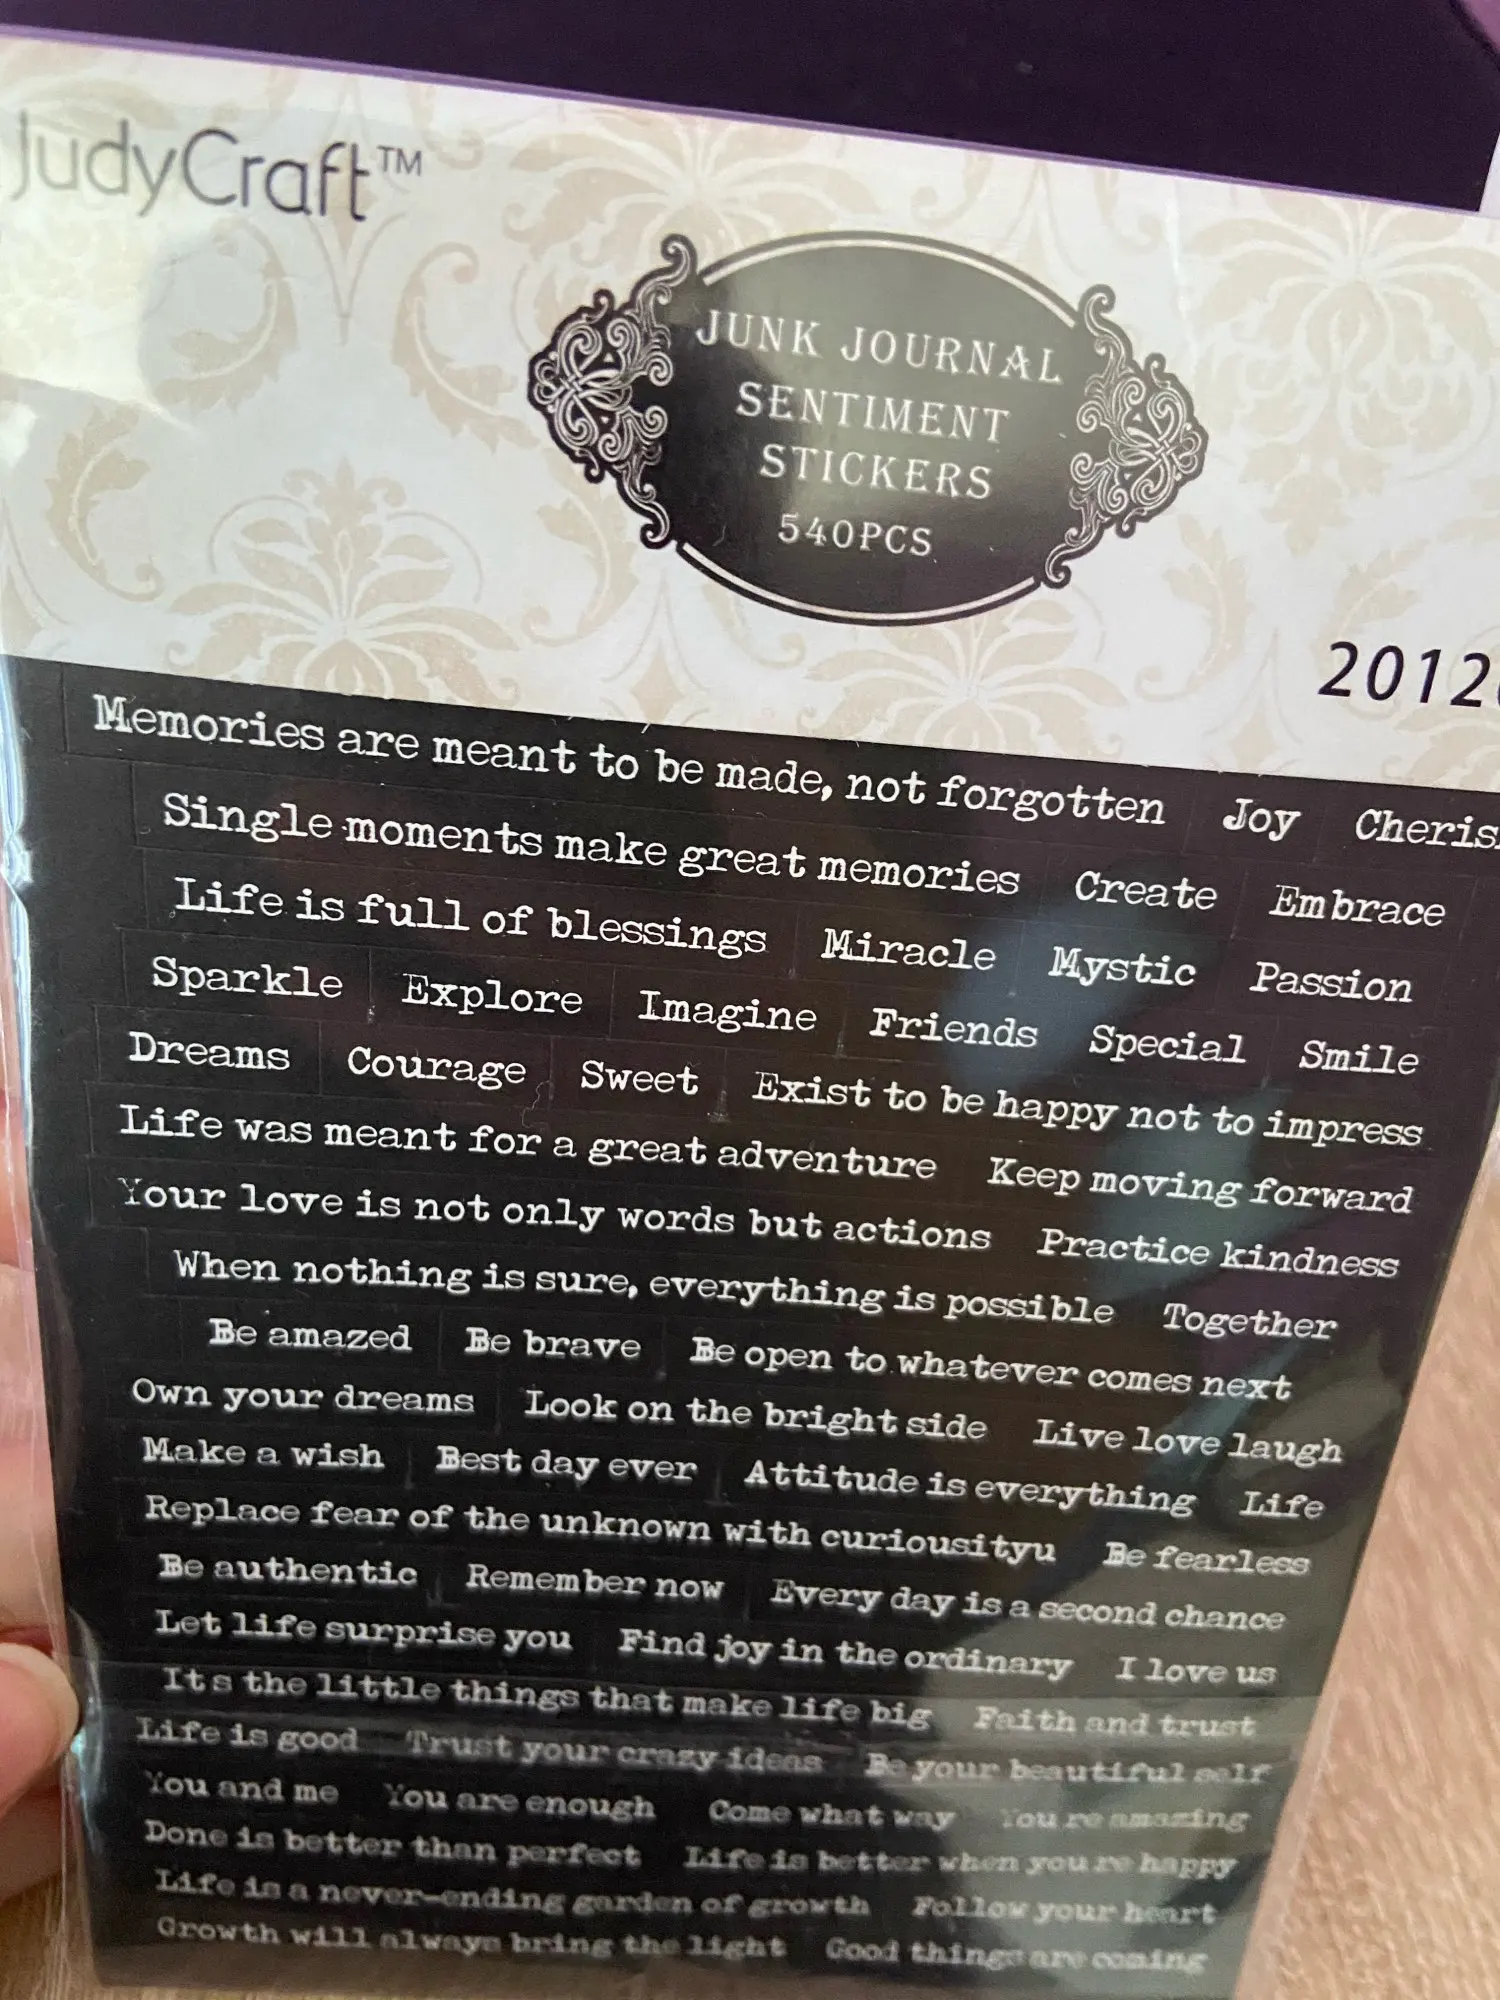 JudyCraft™
JUNK JOURNAL
SENTIMENT
STICKERS
540PCS
2012
Memories are meant to be made, not forgotten Joy Cheris
Single moments make great memories Create Embrace
Life is full of blessings Miracle Mystic Passion
Sparkle Explore Imagine Friends Special Smile
Dreams Courage Sweet Exist to be happy not to impress
Life was meant for a great adventure Keep moving forward
Your love is not only words but actions Practice kindness
When nothing is sure, everything is possible Together
Be amazed Be brave Be open to whatever comes next
Own your dreams Look on the bright side Live love laugh
Make a wish Best day ever Attitude is everything Life
Replace fear of the unknown with curiousityu Be fearless
Be authentic Remember now Every day is a second chance
Let life surprise you Find joy in the ordinary I love us
Its the little things that make life big Faith and trust
Life is good Trust your crazy ideas Be your beautiful self
You and me You are enough Come what way You re amazing
Done is better than perfect Life is better when you re happy
Life is a never-ending garden of growth Follow your heart
Growth will always bring the light Good things are coming